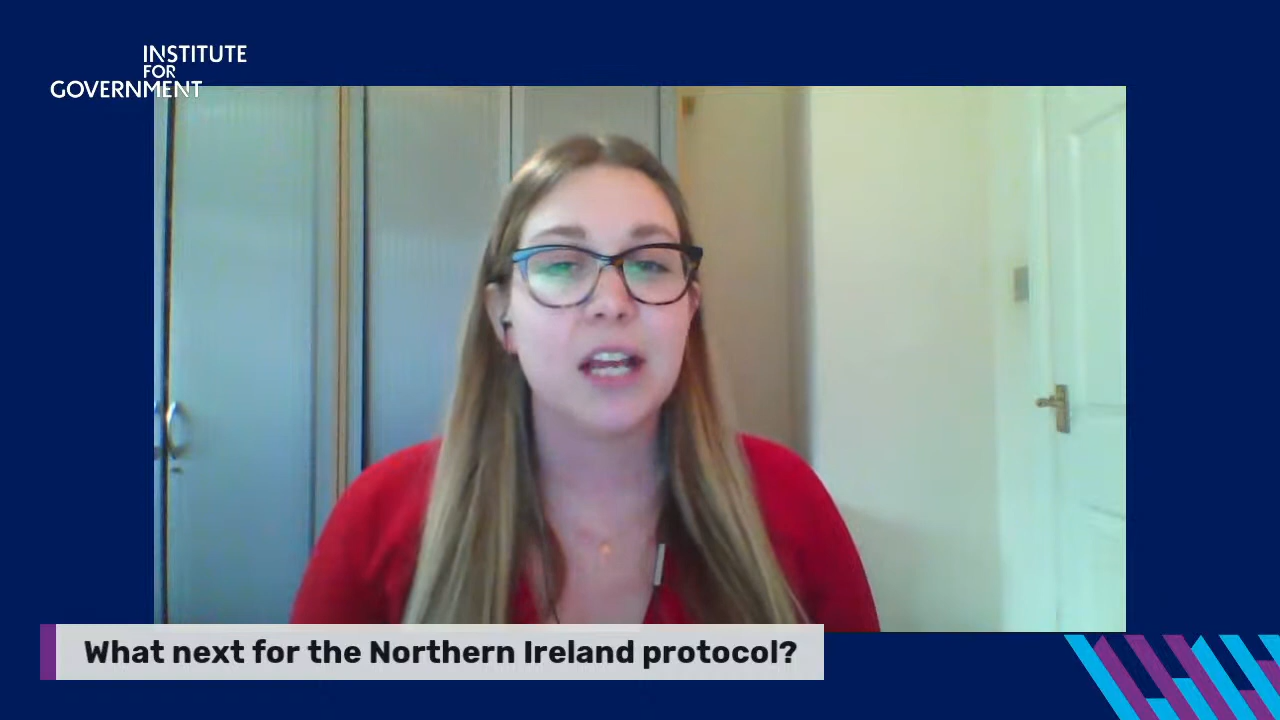 INSTITUTE
FOR
GOVERNMENT
What next for the Northern Ireland protocol?